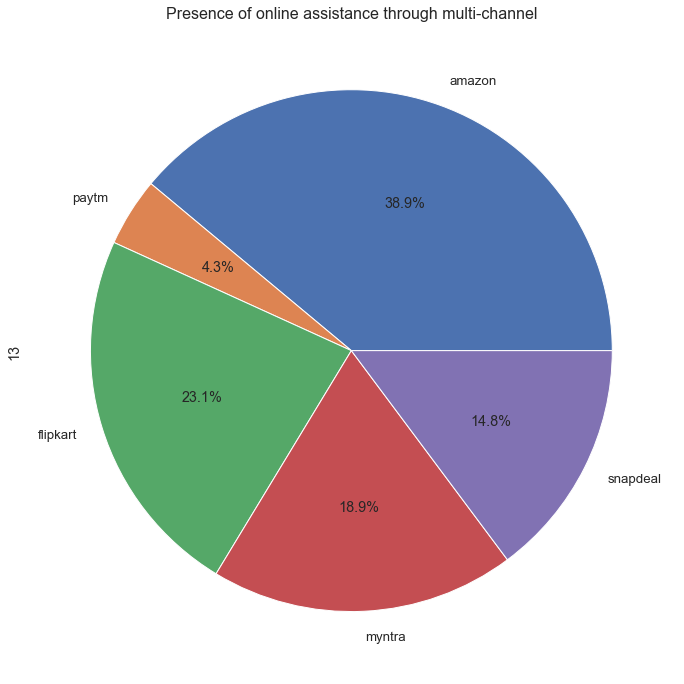 Presence of online assistance through multi-channel
amazon
38.9%
paytm
4.3%
13
23.1%
flipkart
14.8%
snapdeal
18.9%
myntra